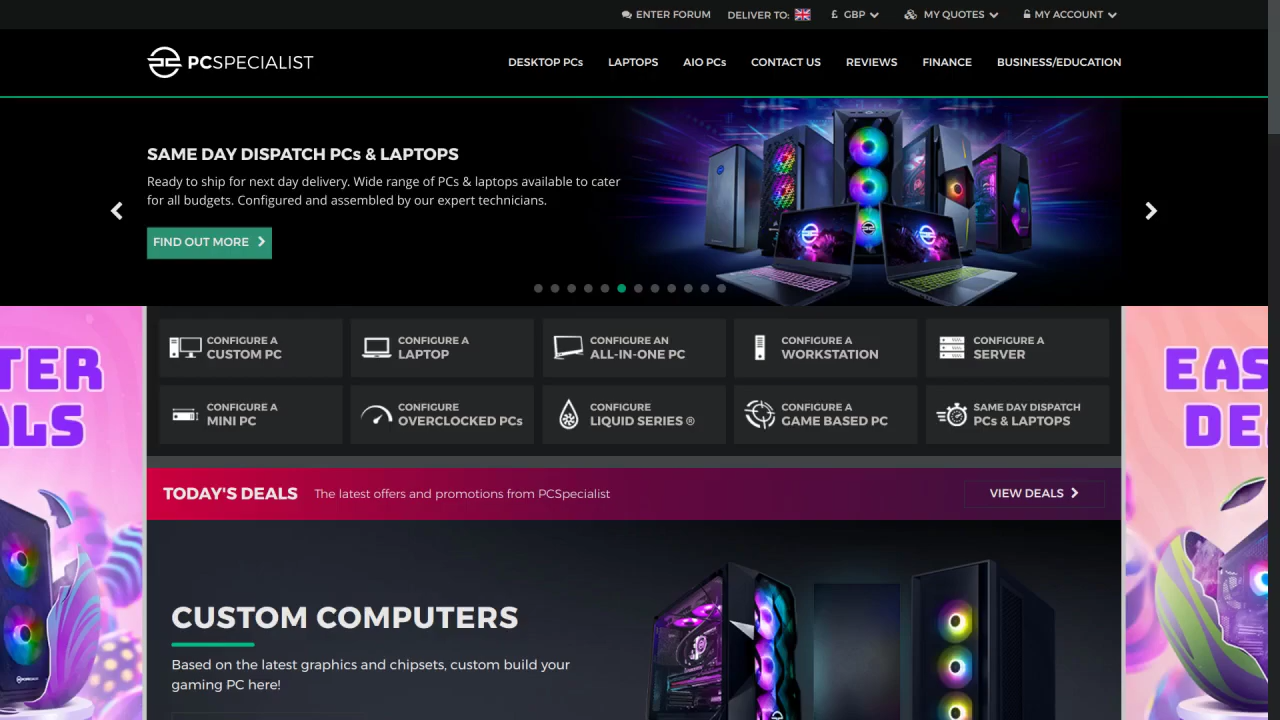 ENTER FORUM
DELIVER TO:
£ GBP
MY QUOTES
MY ACCOUNT
PCSPECIALIST
DESKTOP PCs
LAPTOPS
AIO PCs
CONTACT US
REVIEWS
FINANCE
BUSINESS/EDUCATION
SAME DAY DISPATCH PCs & LAPTOPS
Ready to ship for next day delivery. Wide range of PCs & laptops available to cater
for all budgets. Configured and assembled by our expert technicians.
FIND OUT MORE
TER
ALS
EAS
DE
CONFIGURE A
CUSTOM PC
CONFIGURE A
LAPTOP
CONFIGURE AN
ALL-IN-ONE PC
CONFIGURE A
WORKSTATION
CONFIGURE A
SERVER
CONFIGURE A
MINI PC
CONFIGURE
OVERCLOCKED PCs
CONFIGURE
LIQUID SERIES ®
CONFIGURE A
GAME BASED PC
SAME DAY DISPATCH
PCs & LAPTOPS
TODAY'S DEALS
The latest offers and promotions from PCSpecialist
VIEW DEALS
CUSTOM COMPUTERS
Based on the latest graphics and chipsets, custom build your
gaming PC here!